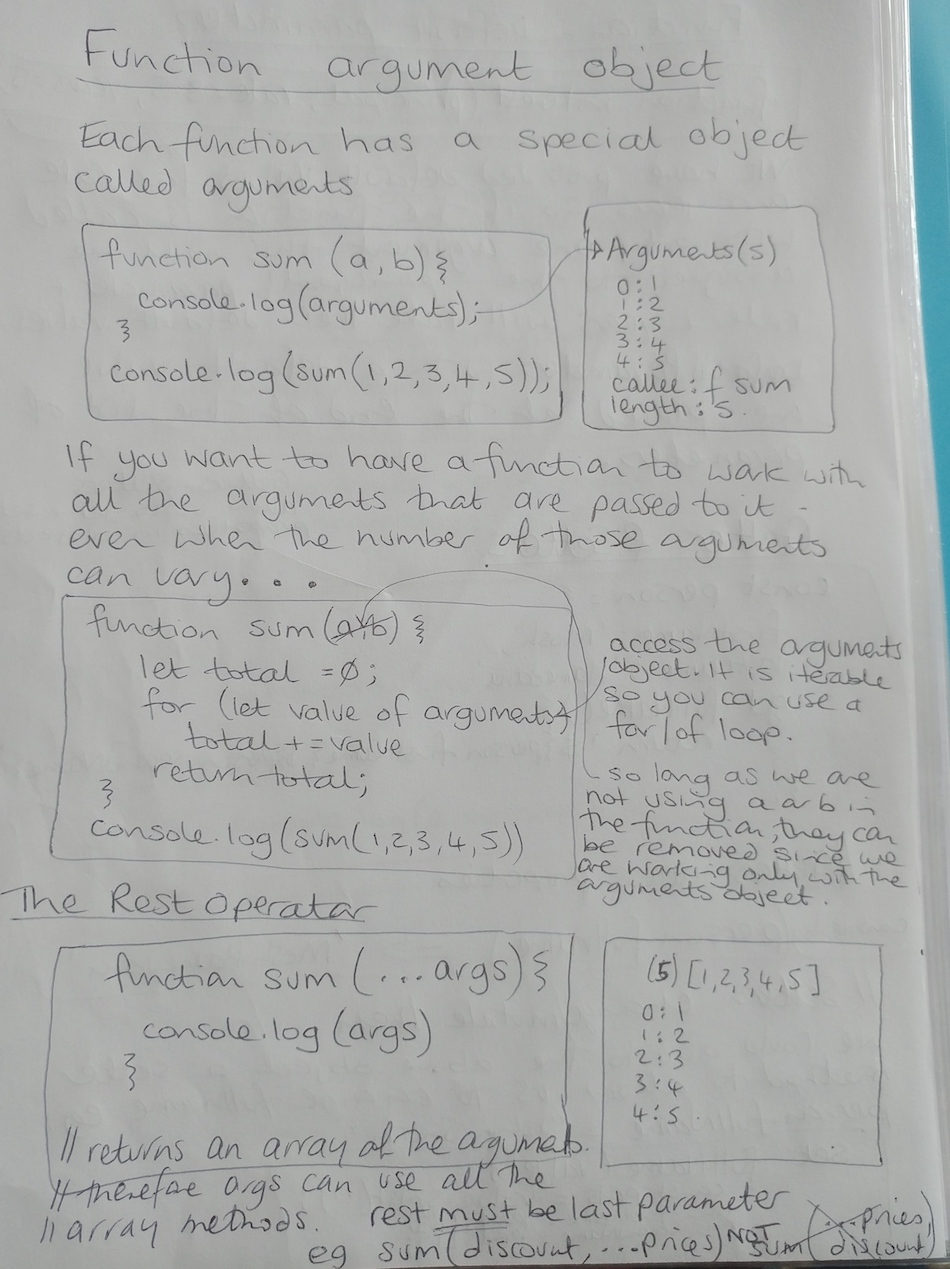 Function argument object
Each function has a special object
called arguments
function sum (a, b) {
console.log(arguments);
}
console.log(sum(1,2,3,4,5));
Arguments(5)
0:1
1:2
2:3
3:4
4:5
callee: f sum
length: 5.
If you want to have a function to work with
all the arguments that are passed to it -
even when the number of those arguments
can vary...
function sum (a,b) {
let total = 0;
for (let value of arguments)
total += value
return total;
}
console.log(sum(1,2,3,4,5))
access the arguments
object. It is iterable
so you can use a
for/of loop.
so long as we are
not using a or b in
the function, they can
be removed since we
are working only with the
arguments object.
The Rest Operator
function sum (...args) {
console.log (args)
}
(5) [1,2,3,4,5]
0:1
1:2
2:3
3:4
4:5
// returns an array of the argumets.
// therefore args can use all the
// array methods. rest must be last parameter
eg sum(discount, ...prices) NOT sum(...prices, discount)